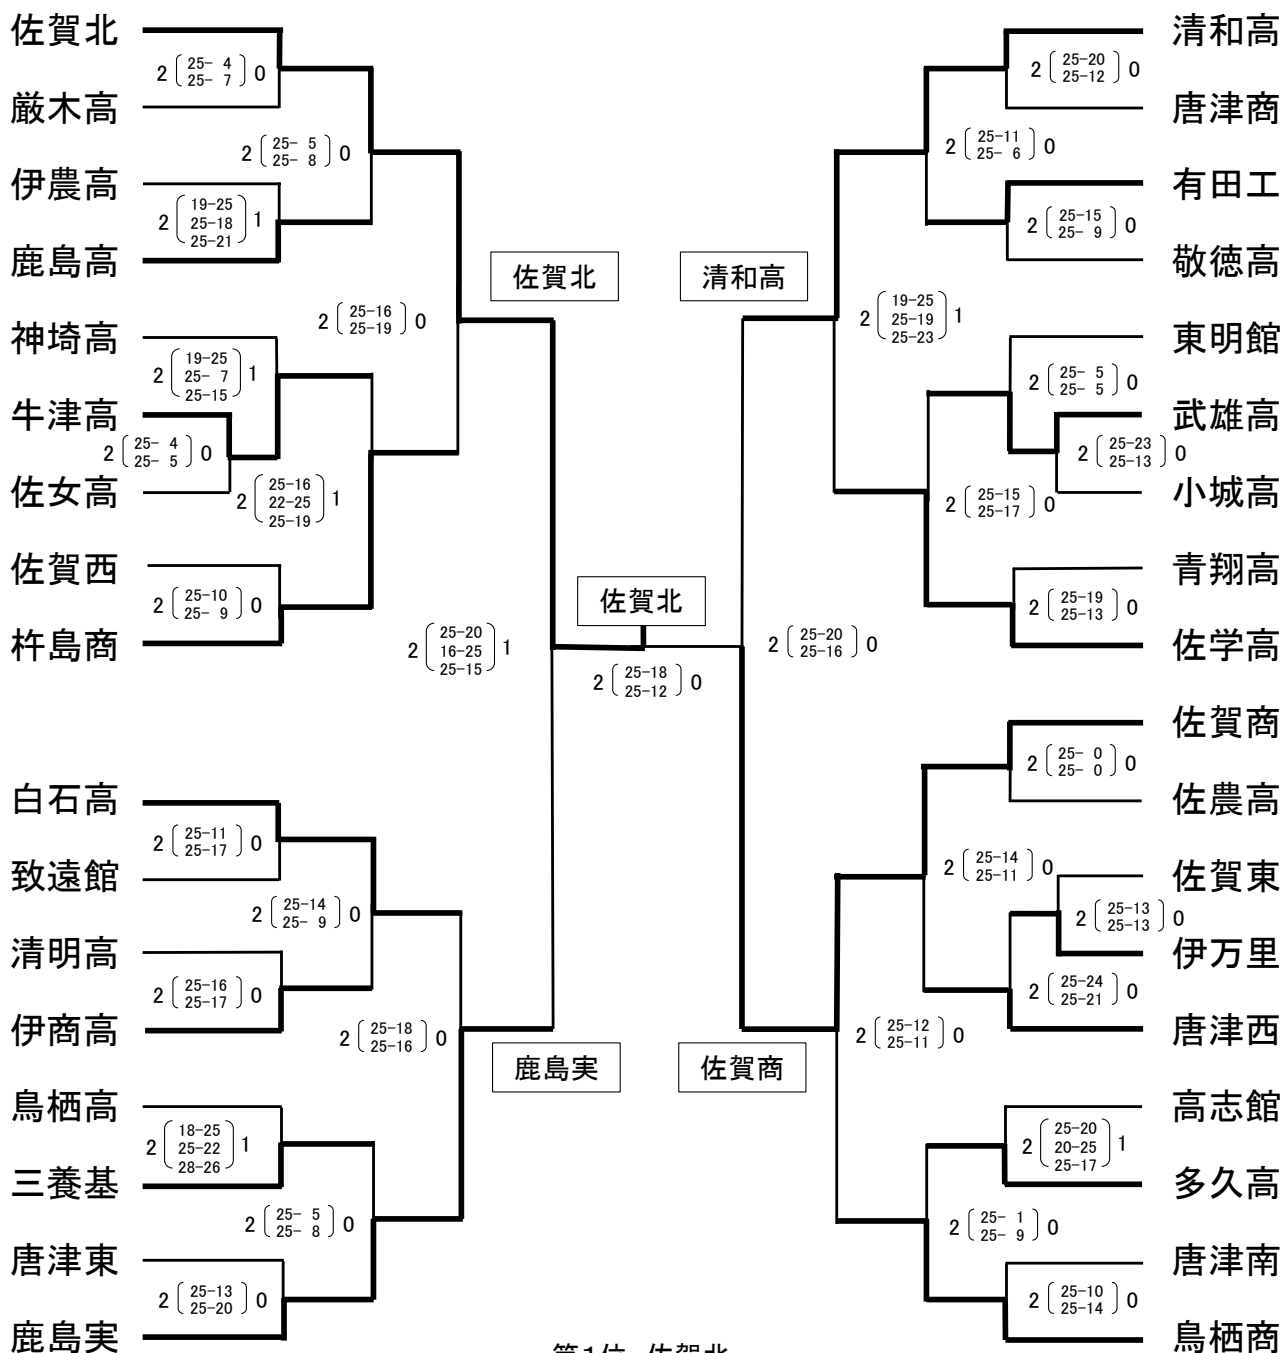 佐賀北
2 25- 4 0
25- 7
厳木高
2 25- 5 0
25- 8
伊農高
19-25
2 25-18 1
25-21
鹿島高
佐賀北
2 25-16 0
25-19
神埼高
19-25
2 25- 7 1
25-15
牛津高
2 25- 4 0
25- 5
佐女高
25-16
2 22-25 1
25-19
佐賀西
2 25-10 0
25- 9
杵島商
25-20
2 16-25 1
25-15
佐賀北
2 25-18 0
25-12
白石高
2 25-11 0
25-17
致遠館
2 25-14 0
25- 9
清明高
2 25-16 0
25-17
伊商高
2 25-18 0
25-16
鹿島実
鳥栖高
18-25
2 25-22 1
28-26
三養基
2 25- 5 0
25- 8
唐津東
2 25-13 0
25-20
鹿島実
清和高
2 25-20 0
25-12
唐津商
2 25-11 0
25- 6
有田工
2 25-15 0
25- 9
敬徳高
清和高
19-25
2 25-19 1
25-23
東明館
2 25- 5 0
25- 5
武雄高
2 25-23 0
25-13
小城高
2 25-15 0
25-17
青翔高
2 25-19 0
25-13
佐学高
2 25-20 0
25-16
佐賀商
2 25- 0 0
25- 0
佐農高
2 25-14 0
25-11
佐賀東
2 25-13 0
25-13
伊万里
2 25-24 0
25-21
唐津西
2 25-12 0
25-11
佐賀商
高志館
25-20
2 20-25 1
25-17
多久高
2 25- 1 0
25- 9
唐津南
2 25-10 0
25-14
鳥栖商
第1位 佐賀北